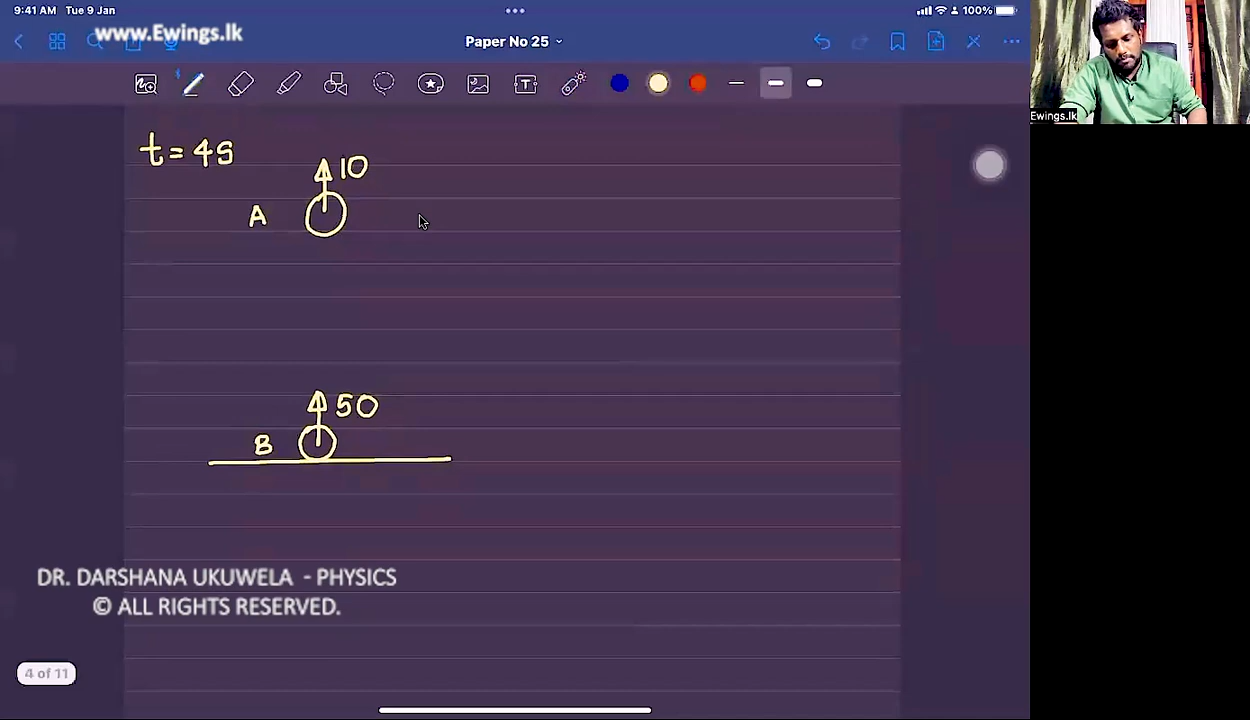 9:41 AM Tue 9 Jan
100%
www.Ewings.lk
Paper No 25
T
t = 4s
10
A
50
B
DR. DARSHANA UKUWELA - PHYSICS
© ALL RIGHTS RESERVED.
4 of 11
Ewings.lk